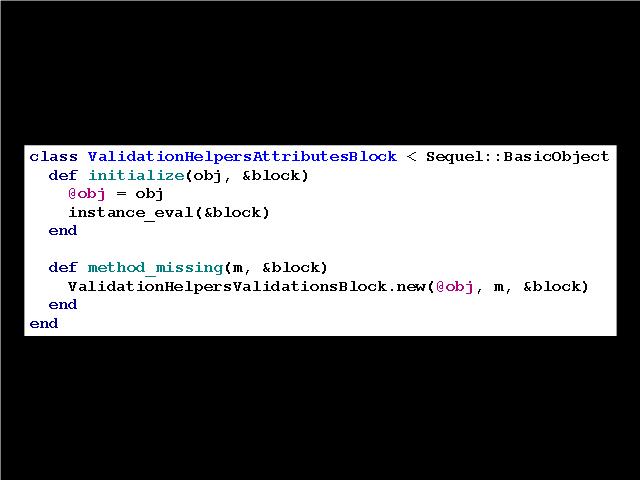 class ValidationHelpersAttributesBlock < Sequel::BasicObject
  def initialize(obj, &block)
    @obj = obj
    instance_eval(&block)
  end

  def method_missing(m, &block)
    ValidationHelpersValidationsBlock.new(@obj, m, &block)
  end
end